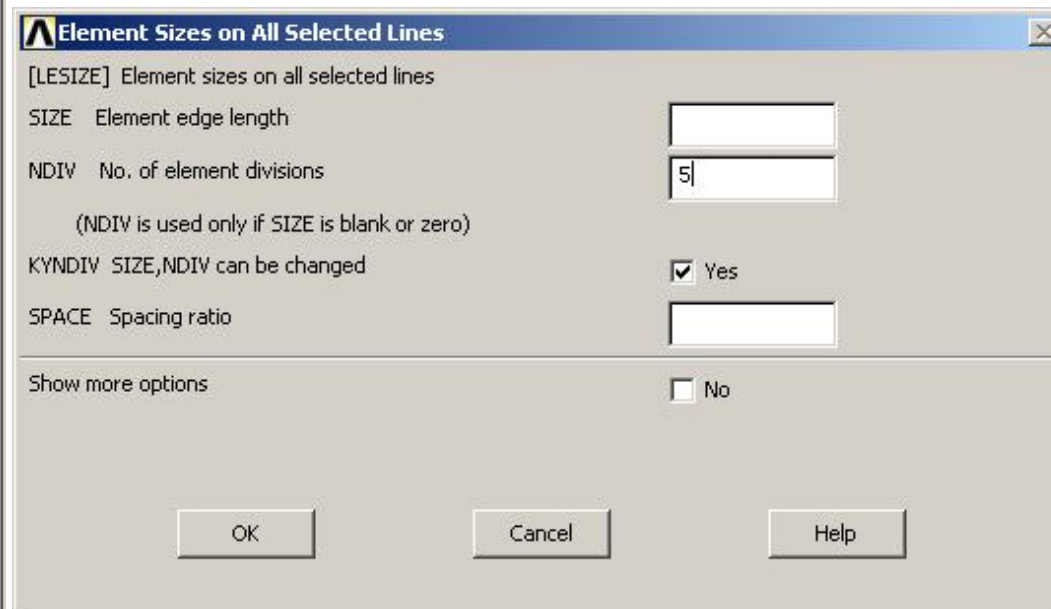 Element Sizes on All Selected Lines
[LESIZE] Element sizes on all selected lines
SIZE Element edge length
NDIV No. of element divisions 5
(NDIV is used only if SIZE is blank or zero)
KYNDIV SIZE,NDIV can be changed Yes
SPACE Spacing ratio
Show more options No
OK Cancel Help